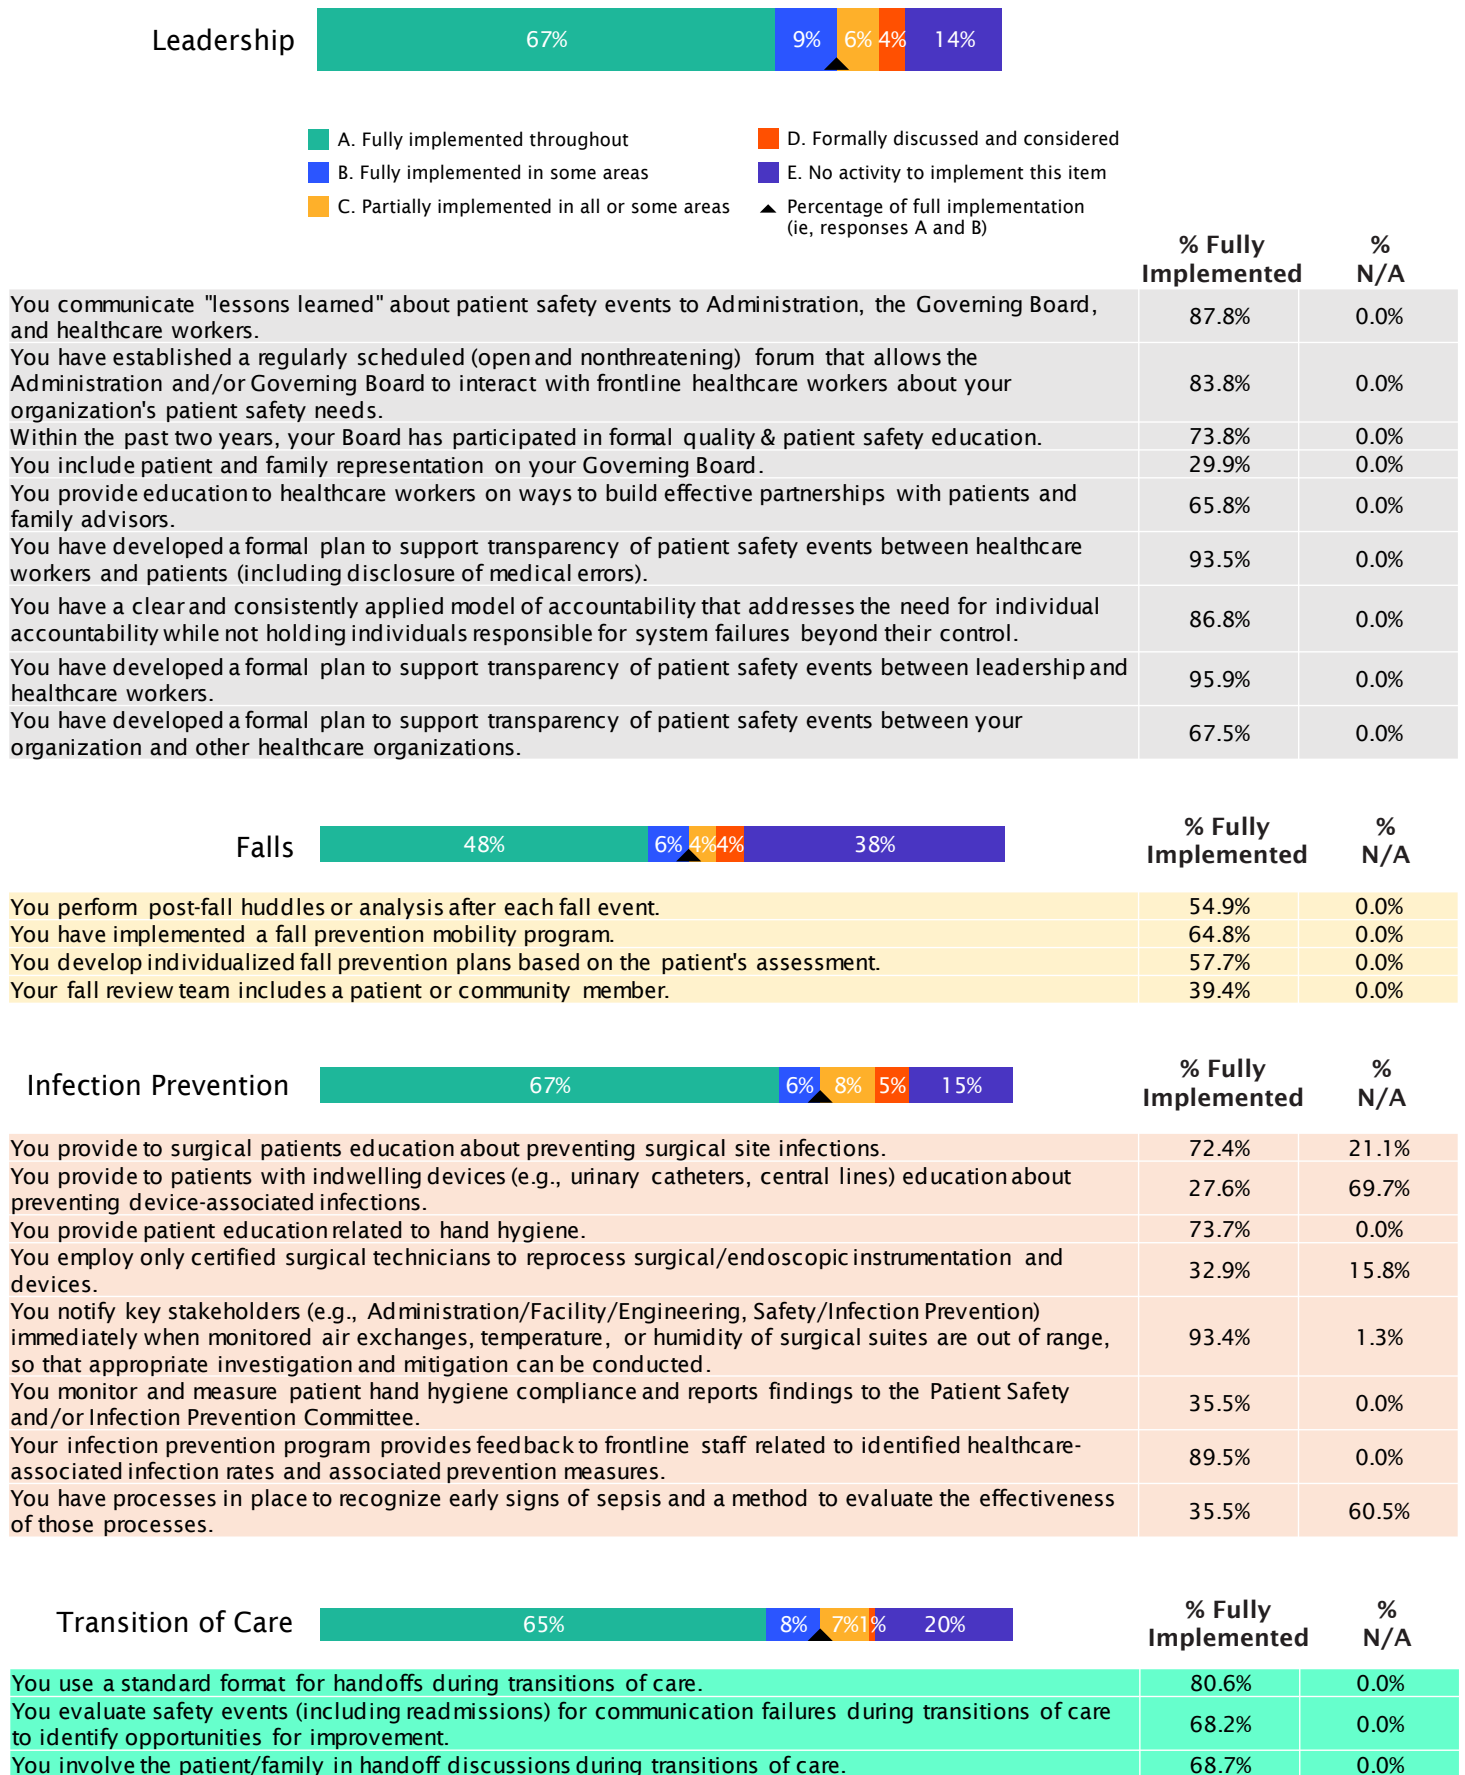 Leadership
67% 9% 6% 4% 14%
A. Fully implemented throughout
B. Fully implemented in some areas
C. Partially implemented in all or some areas
D. Formally discussed and considered
E. No activity to implement this item
Percentage of full implementation
(ie, responses A and B)
% Fully Implemented
% N/A
You communicate "lessons learned" about patient safety events to Administration, the Governing Board,
and healthcare workers.
87.8% 0.0%
You have established a regularly scheduled (open and nonthreatening) forum that allows the
Administration and/or Governing Board to interact with frontline healthcare workers about your
organization's patient safety needs.
83.8% 0.0%
Within the past two years, your Board has participated in formal quality & patient safety education. 73.8% 0.0%
You include patient and family representation on your Governing Board. 29.9% 0.0%
You provide education to healthcare workers on ways to build effective partnerships with patients and
family advisors.
65.8% 0.0%
You have developed a formal plan to support transparency of patient safety events between healthcare
workers and patients (including disclosure of medical errors).
93.5% 0.0%
You have a clear and consistently applied model of accountability that addresses the need for individual
accountability while not holding individuals responsible for system failures beyond their control.
86.8% 0.0%
You have developed a formal plan to support transparency of patient safety events between leadership and
healthcare workers.
95.9% 0.0%
You have developed a formal plan to support transparency of patient safety events between your
organization and other healthcare organizations.
67.5% 0.0%
Falls
48% 6% 4% 4% 38%
% Fully Implemented
% N/A
You perform post-fall huddles or analysis after each fall event. 54.9% 0.0%
You have implemented a fall prevention mobility program. 64.8% 0.0%
You develop individualized fall prevention plans based on the patient's assessment. 57.7% 0.0%
Your fall review team includes a patient or community member. 39.4% 0.0%
Infection Prevention
67% 6% 8% 5% 15%
% Fully Implemented
% N/A
You provide to surgical patients education about preventing surgical site infections. 72.4% 21.1%
You provide to patients with indwelling devices (e.g., urinary catheters, central lines) education about
preventing device-associated infections.
27.6% 69.7%
You provide patient education related to hand hygiene. 73.7% 0.0%
You employ only certified surgical technicians to reprocess surgical/endoscopic instrumentation and
devices.
32.9% 15.8%
You notify key stakeholders (e.g., Administration/Facility/Engineering, Safety/Infection Prevention)
immediately when monitored air exchanges, temperature, or humidity of surgical suites are out of range,
so that appropriate investigation and mitigation can be conducted.
93.4% 1.3%
You monitor and measure patient hand hygiene compliance and reports findings to the Patient Safety
and/or Infection Prevention Committee.
35.5% 0.0%
Your infection prevention program provides feedback to frontline staff related to identified healthcare-
associated infection rates and associated prevention measures.
89.5% 0.0%
You have processes in place to recognize early signs of sepsis and a method to evaluate the effectiveness
of those processes.
35.5% 60.5%
Transition of Care
65% 8% 7% 1% 20%
% Fully Implemented
% N/A
You use a standard format for handoffs during transitions of care. 80.6% 0.0%
You evaluate safety events (including readmissions) for communication failures during transitions of care
to identify opportunities for improvement.
68.2% 0.0%
You involve the patient/family in handoff discussions during transitions of care. 68.7% 0.0%